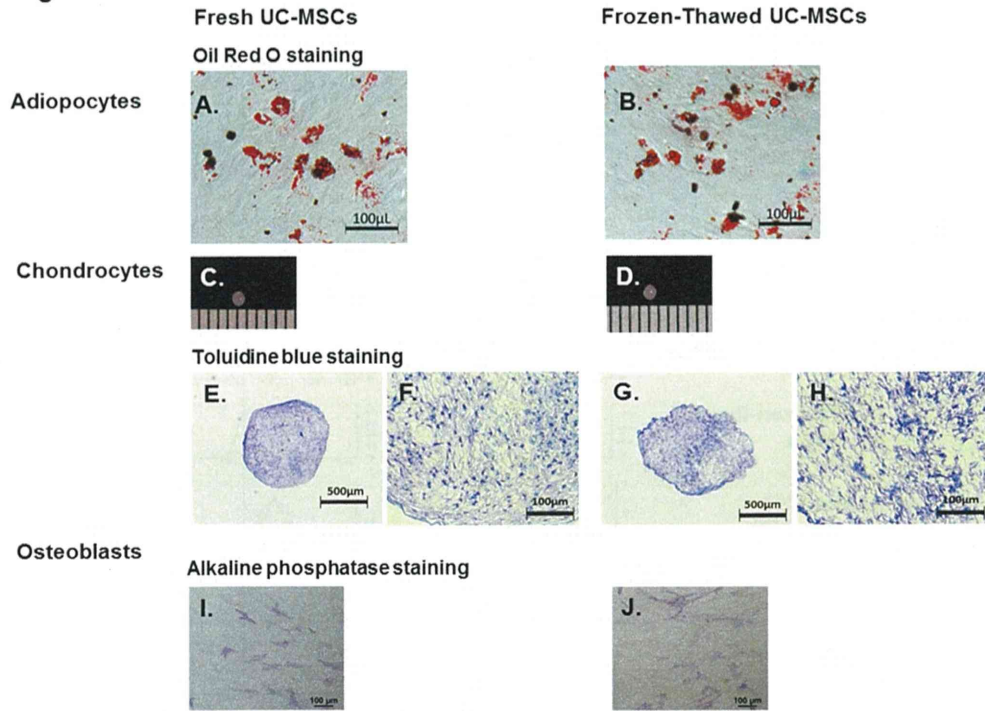 Fresh UC-MSCs
Frozen-Thawed UC-MSCs
Oil Red O staining
Adiopocytes
A.
100µL
B.
100µL
Chondrocytes
C.
D.
Toluidine blue staining
E.
500µm
F.
100µm
G.
500µm
H.
100µm
Osteoblasts
Alkaline phosphatase staining
I.
100 µm
J.
100 µm